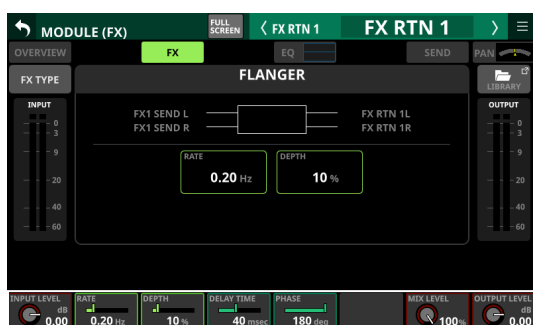 MODULE (FX)
FULL SCREEN
FX RTN 1
FX RTN 1
OVERVIEW
FX
EQ
SEND
PAN
FX TYPE
FLANGER
LIBRARY
INPUT
OUTPUT
0
3
9
20
40
60
FX1 SEND L
FX1 SEND R
FX RTN 1L
FX RTN 1R
RATE
0.20 Hz
DEPTH
10 %
0
3
9
20
40
60
INPUT LEVEL
dB
0.00
RATE
0.20 Hz
DEPTH
10 %
DELAY TIME
40 msec
PHASE
180 deg
MIX LEVEL
100%
OUTPUT LEVEL
dB
0.00